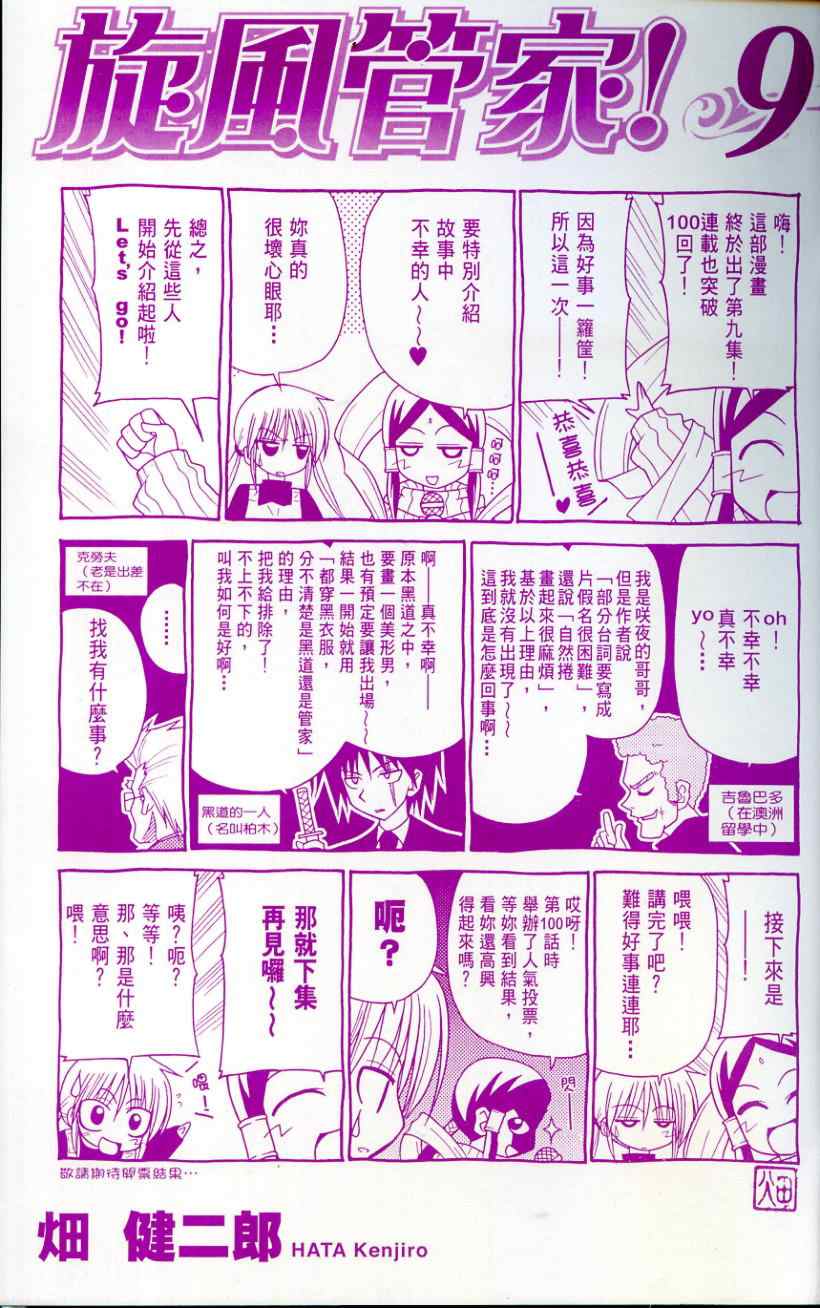 旋風管家!9
嗨!
這部漫畫
終於出了第九集!
連載也突破
100回了!
因為好事一籮筐!
所以這一次——!
恭喜恭喜
——♥
要特別介紹
故事中
不幸的人~~♥
呵呵呵…
妳真的
很壞心眼耶…
總之,
先從這些人
開始介紹起啦!
Let's go!
oh!
不幸不幸
真不幸
yo~…
吉魯巴多
(在澳洲
留學中)
我是咲夜的哥哥,
但是作者說
「部分台詞要寫成
片假名很困難」,
還說「自然捲
畫起來很麻煩」,
基於以上理由,
我就沒有出現了~~
這到底是怎麼回事啊…
啊——真不幸啊——
原本黑道之中,
要畫一個美形男,
也有預定要讓我出場~~
結果一開始就用
「都穿黑衣服,
分不清楚是黑道還是管家」
的理由,
把我給排除了!
不上不下的,
叫我如何是好啊…
黑道的一人
(名叫柏木)
……
找我有什麼事?
克勞夫
(老是出差
不在)
接下來是
——!
喂喂!
講完了吧?
難得好事連連耶…
哎呀!
第100話時
舉辦了人氣投票,
等妳看到結果,
看妳還高興
得起來嗎?
閃——
呃?
那就下集
再見囉~~
咦?呃?
等等!
那、那是什麼
意思啊?
喂!
喂—!
敬請期待開票結果…
畑
畑 健二郎 HATA Kenjiro